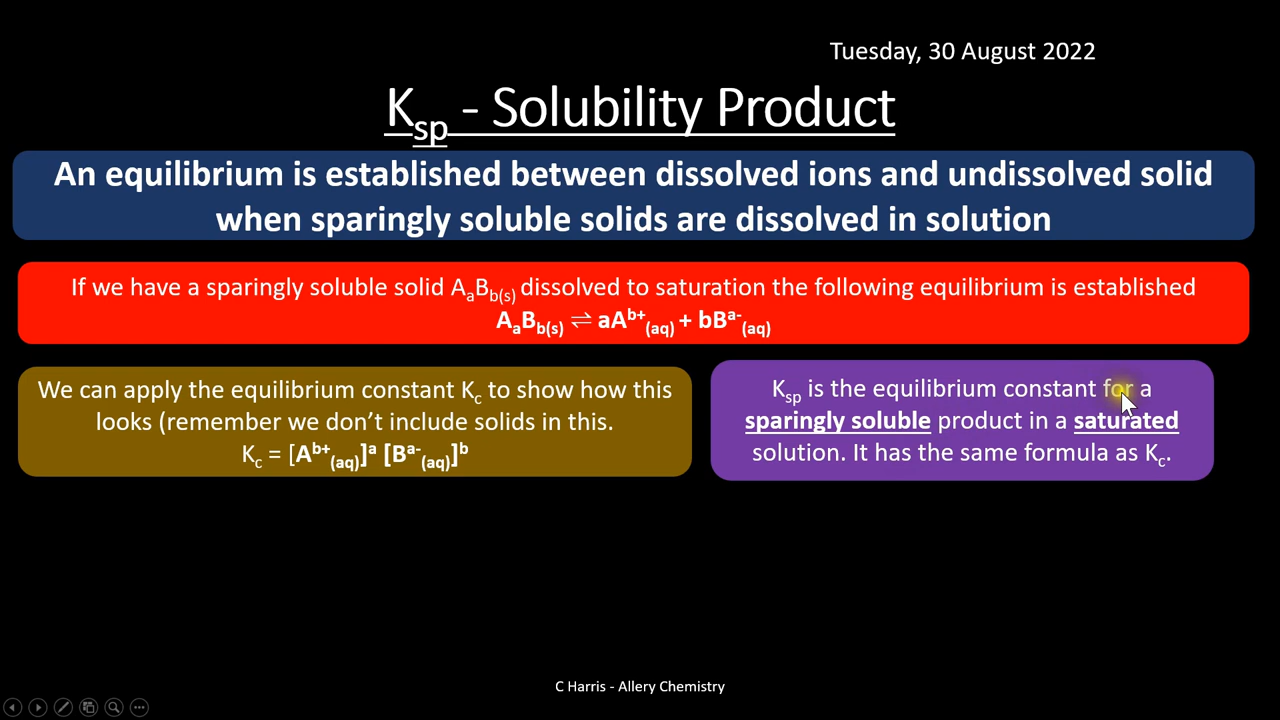 Tuesday, 30 August 2022
Ksp - Solubility Product
An equilibrium is established between dissolved ions and undissolved solid
when sparingly soluble solids are dissolved in solution
If we have a sparingly soluble solid AaBb(s) dissolved to saturation the following equilibrium is established
AaBb(s) ⇌ aAb+(aq) + bBa-(aq)
We can apply the equilibrium constant Kc to show how this
looks (remember we don’t include solids in this.
Kc = [Ab+(aq)]a [Ba-(aq)]b
Ksp is the equilibrium constant for a
sparingly soluble product in a saturated
solution. It has the same formula as Kc.
C Harris - Allery Chemistry